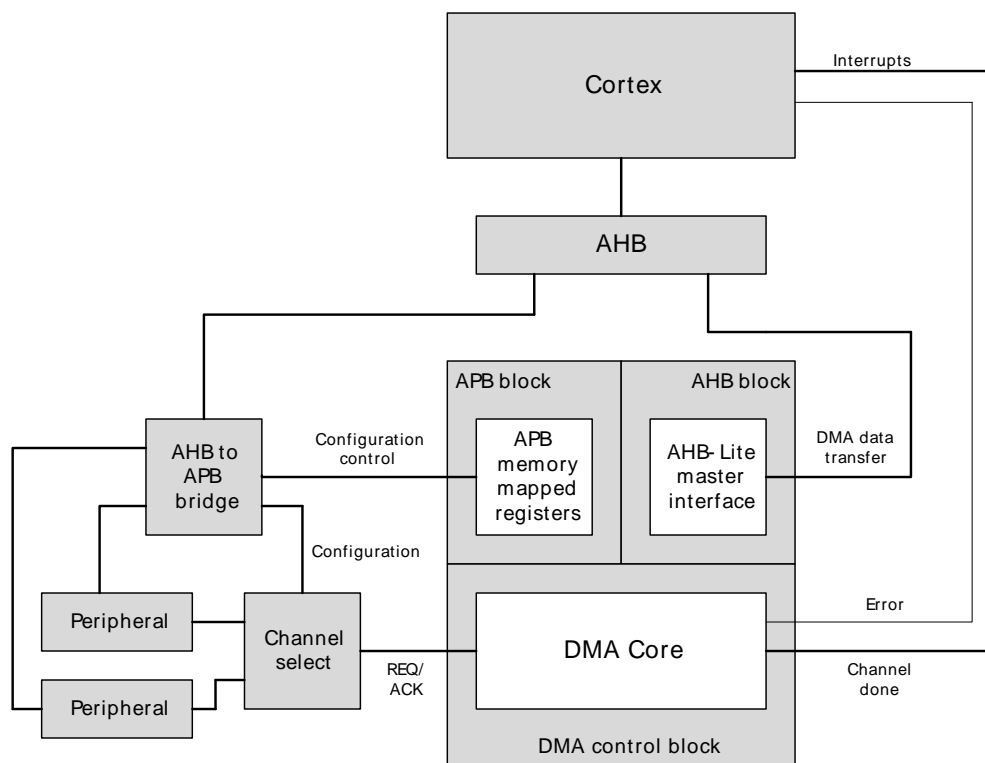 Interrupts
Cortex
AHB
APB block
AHB block
AHB to
APB
bridge
Configuration
control
APB
memory
mapped
registers
AHB-Lite
master
interface
DMA data
transfer
Configuration
Peripheral
Channel
select
Peripheral
REQ/
ACK
DMA Core
Error
Channel
done
DMA control block